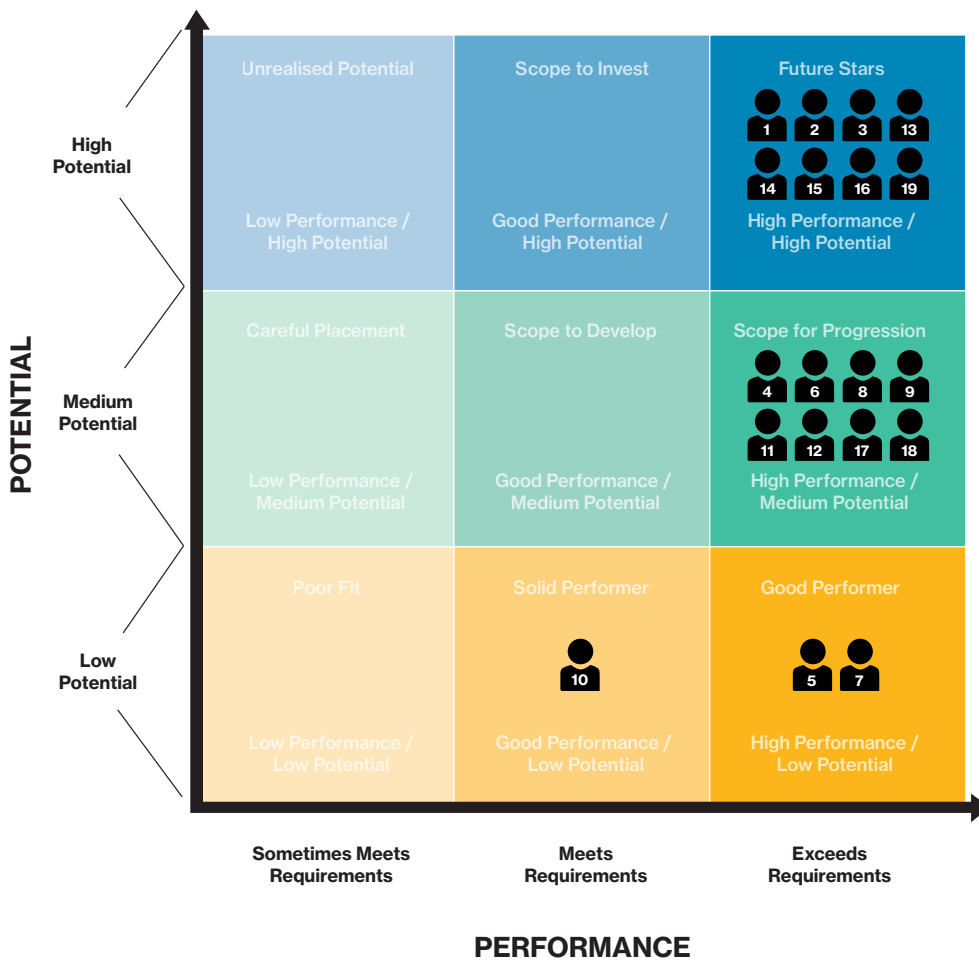 Unrealised Potential
Scope to Invest
Future Stars
1 2 3 13
14 15 16 19
High
Potential
Low Performance /
High Potential
Good Performance /
High Potential
High Performance /
High Potential
Careful Placement
Scope to Develop
Scope for Progression
4 6 8 9
11 12 17 18
POTENTIAL
Medium
Potential
Low Performance /
Medium Potential
Good Performance /
Medium Potential
High Performance /
Medium Potential
Poor Fit
Solid Performer
Good Performer
10
5 7
Low
Potential
Low Performance /
Low Potential
Good Performance /
Low Potential
High Performance /
Low Potential
Sometimes Meets
Requirements
Meets
Requirements
Exceeds
Requirements
PERFORMANCE